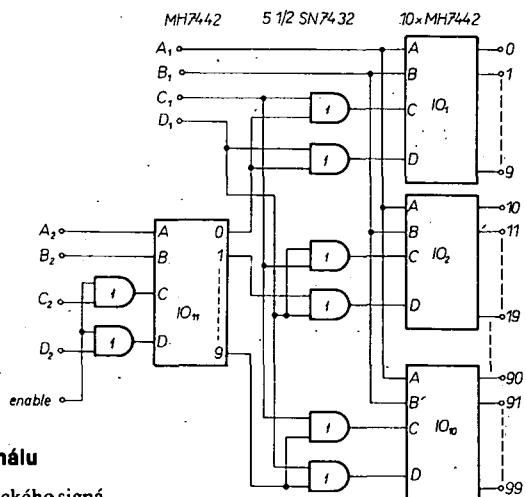 MH7442 5 1/2 SN7432 10×MH7442
A₁
B₁
C₁
D₁
1
1
A
B
C
D
IO₁
0
1
9
A₂
B₂
C₂
D₂
enable
1
1
A
B
C
D
IO₁₁
0
1
9
1
1
A
B
C
D
IO₂
10
11
19
1
1
A
B
C
D
IO₁₀
90
91
99
nálu
ckého signá-